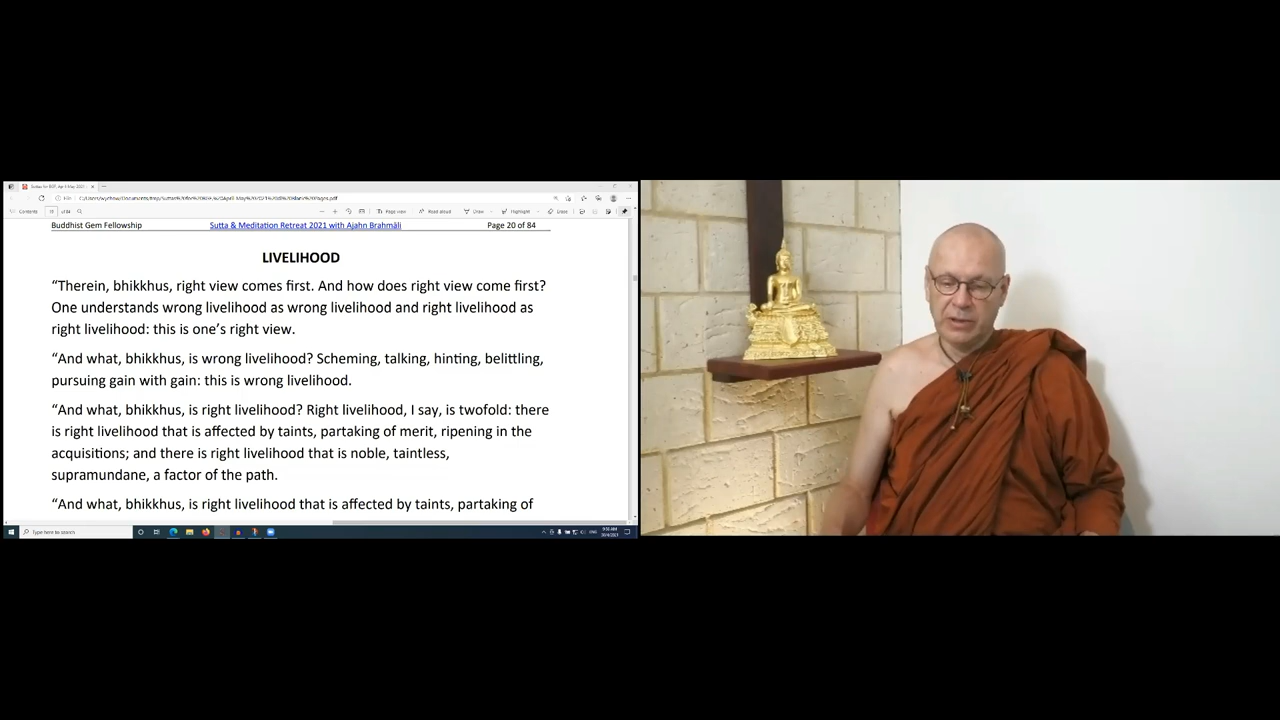 Buddhist Gem Fellowship Sutta & Meditation Retreat 2021 with Ajahn Brahmāli Page 20 of 84
LIVELIHOOD
“Therein, bhikkhus, right view comes first. And how does right view come first?
One understands wrong livelihood as wrong livelihood and right livelihood as
right livelihood: this is one’s right view.
“And what, bhikkhus, is wrong livelihood? Scheming, talking, hinting, belittling,
pursuing gain with gain: this is wrong livelihood.
“And what, bhikkhus, is right livelihood? Right livelihood, I say, is twofold: there
is right livelihood that is affected by taints, partaking of merit, ripening in the
acquisitions; and there is right livelihood that is noble, taintless,
supramundane, a factor of the path.
“And what, bhikkhus, is right livelihood that is affected by taints, partaking of
Type here to search